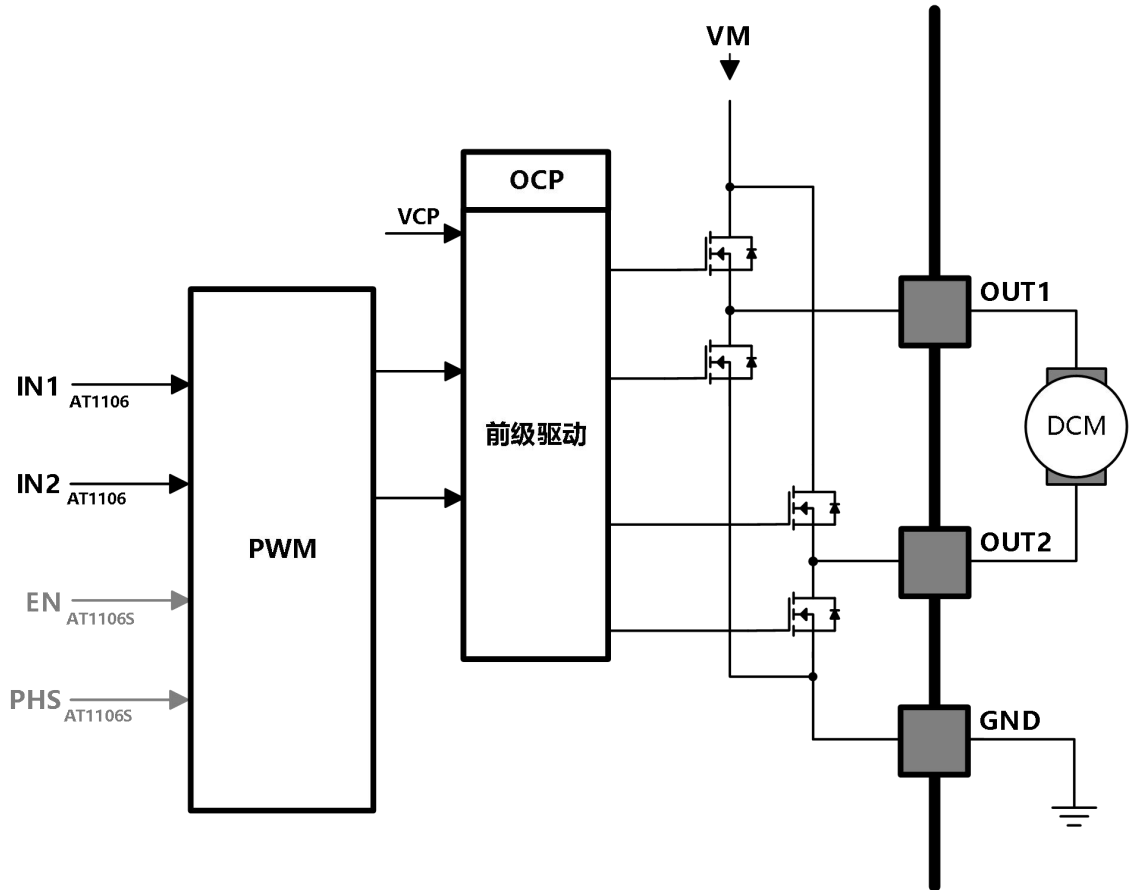 VM
OCP
VCP
OUT1
IN1
AT1106
DCM
前级驱动
IN2
AT1106
PWM
OUT2
EN
AT1106S
PHS
AT1106S
GND